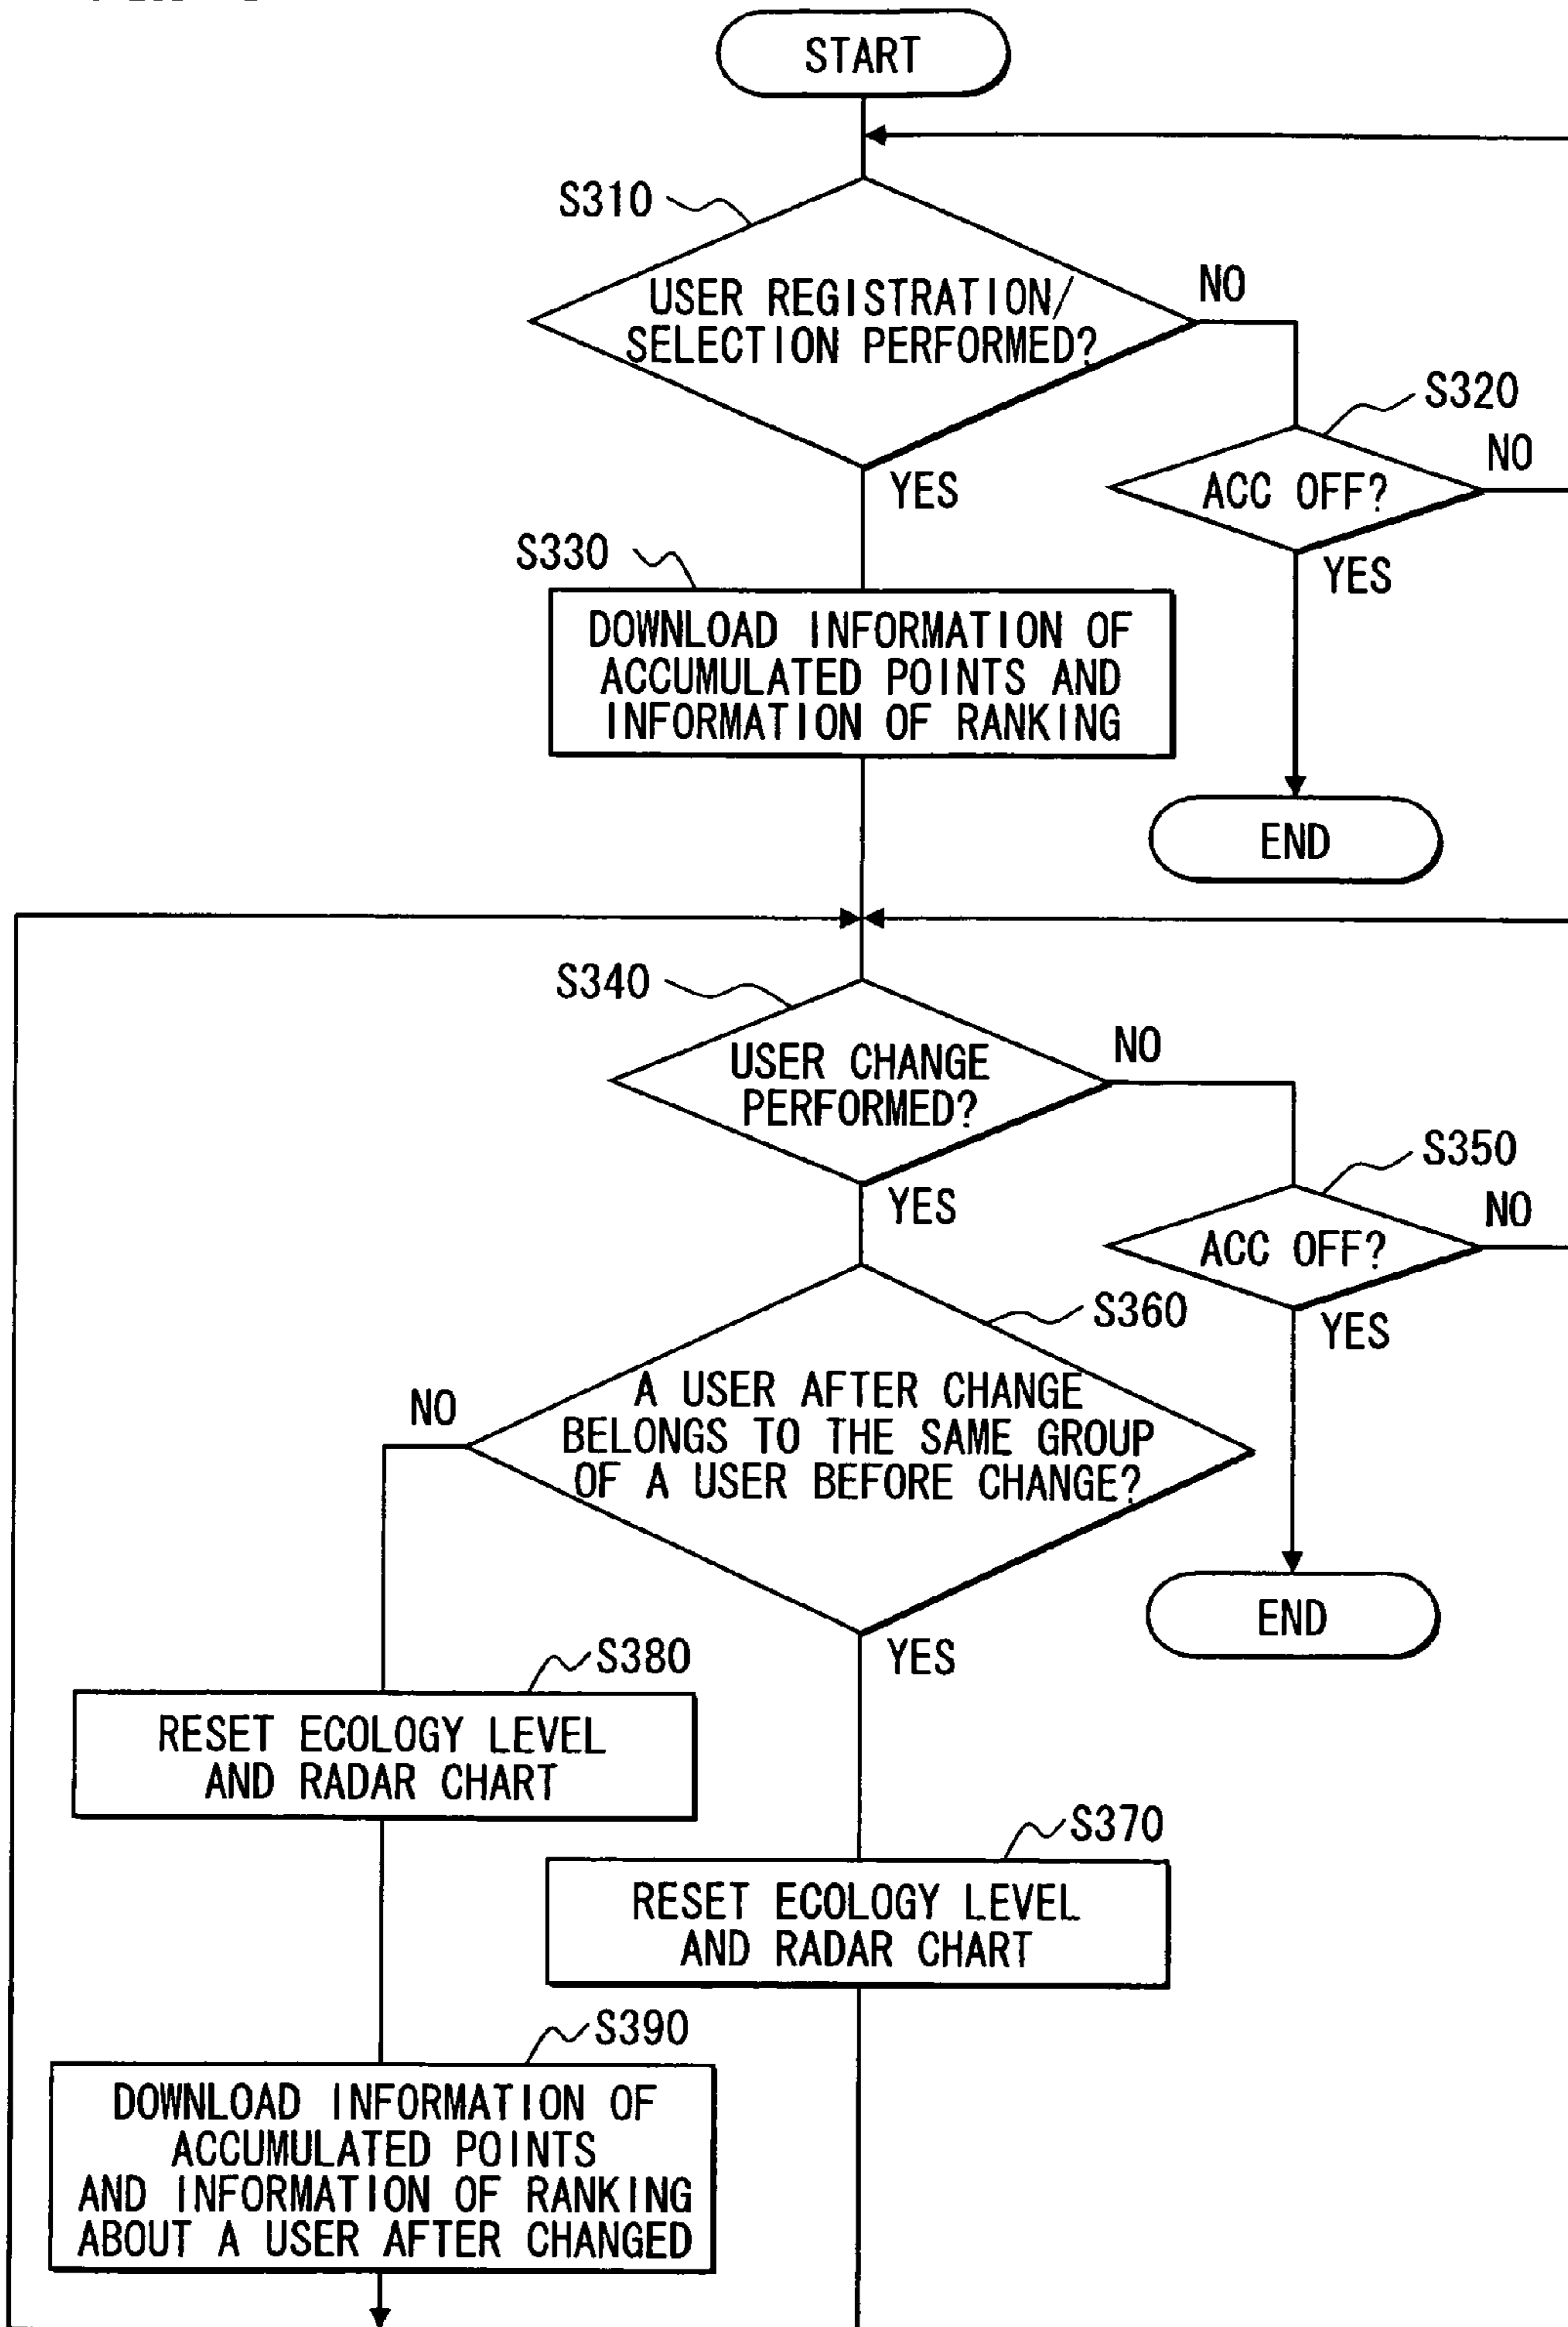 START
S310
USER REGISTRATION/
SELECTION PERFORMED?
NO
YES
S320
ACC OFF?
NO
YES
END
S330
DOWNLOAD INFORMATION OF
ACCUMULATED POINTS AND
INFORMATION OF RANKING
S340
USER CHANGE
PERFORMED?
NO
YES
S350
ACC OFF?
NO
YES
END
S360
A USER AFTER CHANGE
BELONGS TO THE SAME GROUP
OF A USER BEFORE CHANGE?
NO
YES
S380
RESET ECOLOGY LEVEL
AND RADAR CHART
S370
RESET ECOLOGY LEVEL
AND RADAR CHART
S390
DOWNLOAD INFORMATION OF
ACCUMULATED POINTS
AND INFORMATION OF RANKING
ABOUT A USER AFTER CHANGED